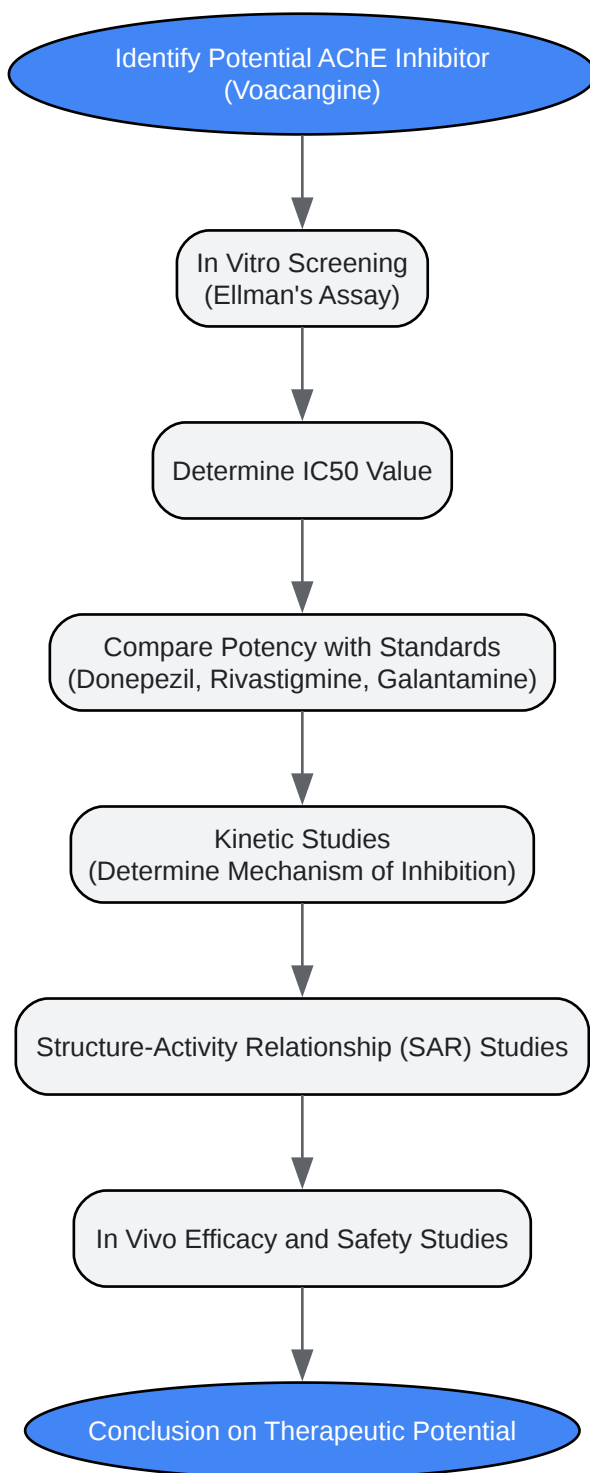 Identify Potential AChE Inhibitor
(Voacangine)
In Vitro Screening
(Ellman's Assay)
Determine IC50 Value
Compare Potency with Standards
(Donepezil, Rivastigmine, Galantamine)
Kinetic Studies
(Determine Mechanism of Inhibition)
Structure-Activity Relationship (SAR) Studies
In Vivo Efficacy and Safety Studies
Conclusion on Therapeutic Potential